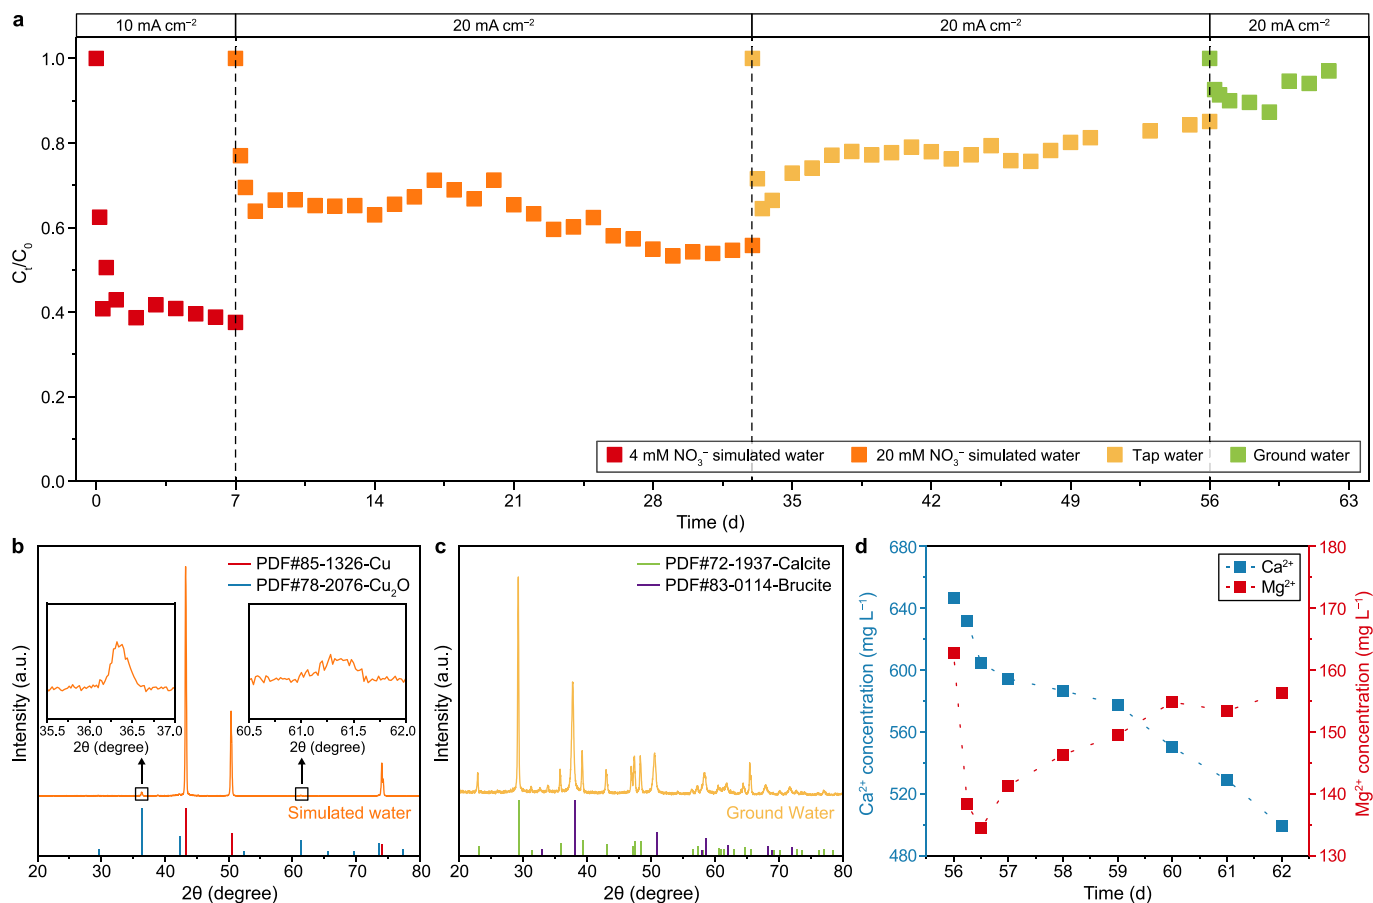 a
10 mA cm⁻²
20 mA cm⁻²
20 mA cm⁻²
20 mA cm⁻²
1.0
0.8
0.6
0.4
0.2
0.0
Cₜ/C₀
4 mM NO₃⁻ simulated water
20 mM NO₃⁻ simulated water
Tap water
Ground water
0
7
14
21
28
35
42
49
56
63
Time (d)
b
PDF#85-1326-Cu
PDF#78-2076-Cu₂O
35.5
36.0
36.5
37.0
2θ (degree)
60.5
61.0
61.5
62.0
2θ (degree)
Intensity (a.u.)
Simulated water
20
30
40
50
60
70
80
2θ (degree)
c
PDF#72-1937-Calcite
PDF#83-0114-Brucite
Intensity (a.u.)
Ground Water
20
30
40
50
60
70
80
2θ (degree)
d
680
640
600
560
520
480
Ca²⁺ concentration (mg L⁻¹)
Ca²⁺
Mg²⁺
180
170
160
150
140
130
Mg²⁺ concentration (mg L⁻¹)
56
57
58
59
60
61
62
Time (d)